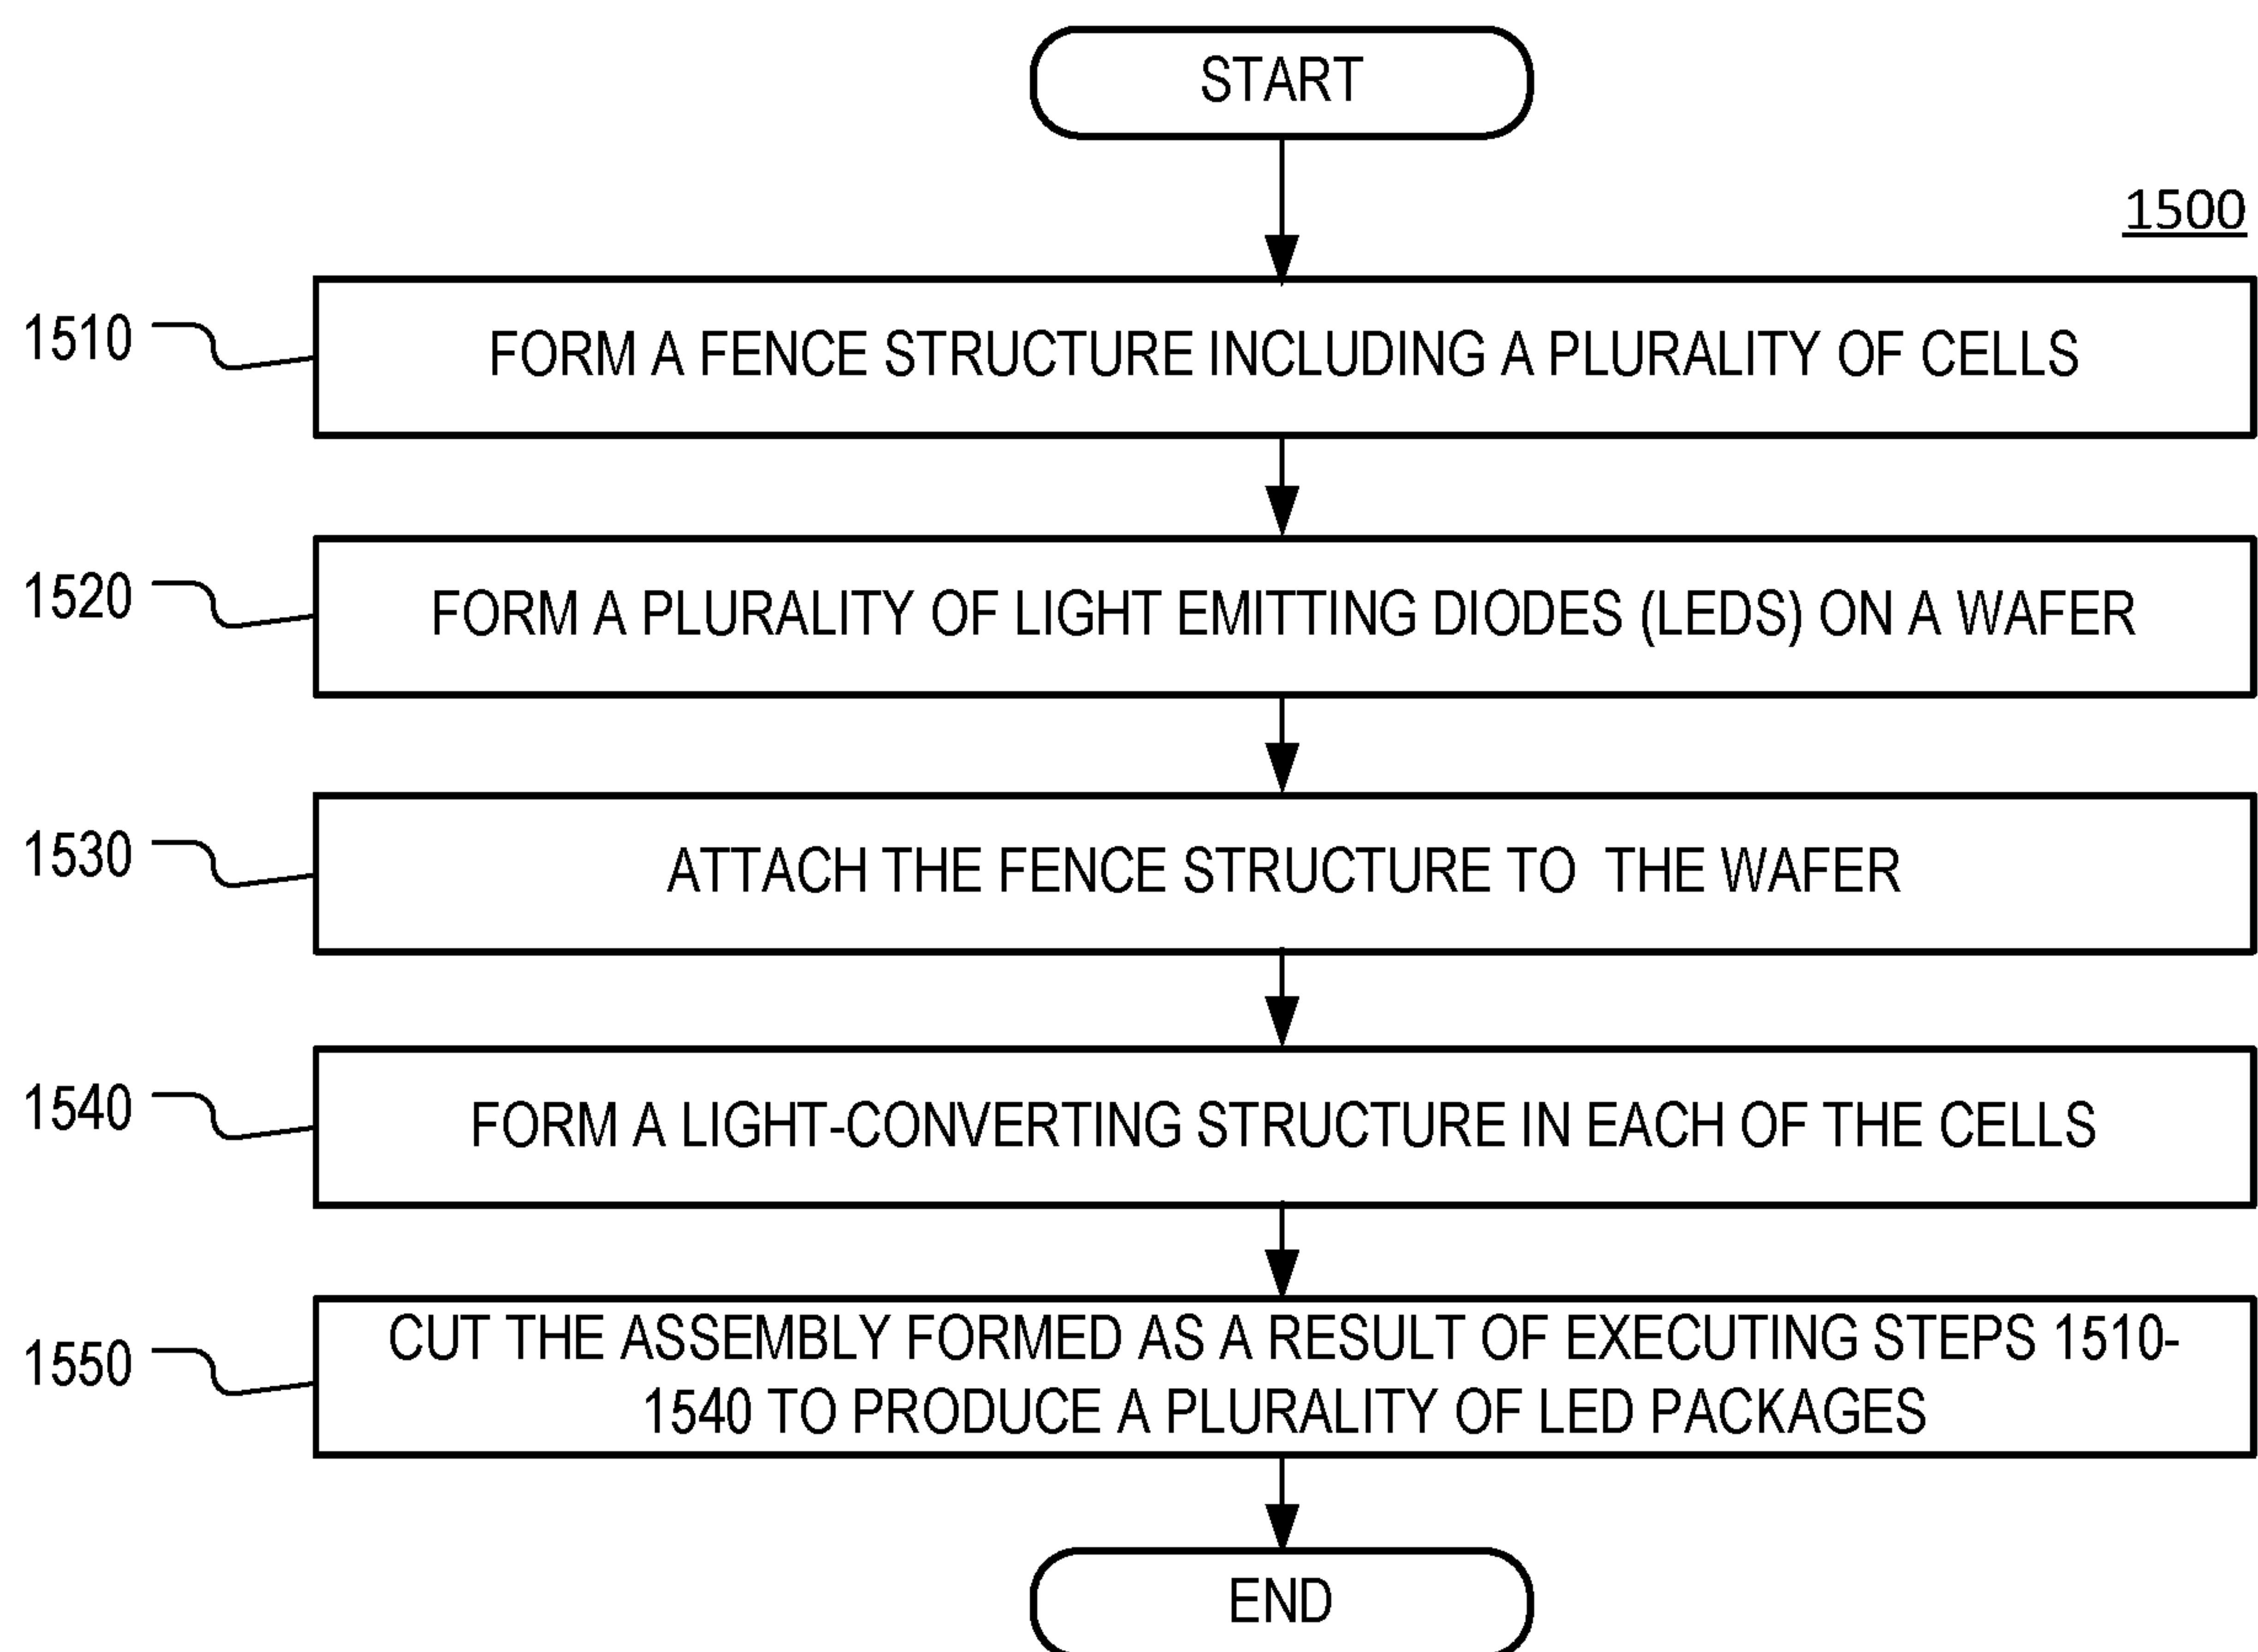 START
1500
1510
FORM A FENCE STRUCTURE INCLUDING A PLURALITY OF CELLS
1520
FORM A PLURALITY OF LIGHT EMITTING DIODES (LEDS) ON A WAFER
1530
ATTACH THE FENCE STRUCTURE TO THE WAFER
1540
FORM A LIGHT-CONVERTING STRUCTURE IN EACH OF THE CELLS
1550
CUT THE ASSEMBLY FORMED AS A RESULT OF EXECUTING STEPS 1510-
1540 TO PRODUCE A PLURALITY OF LED PACKAGES
END